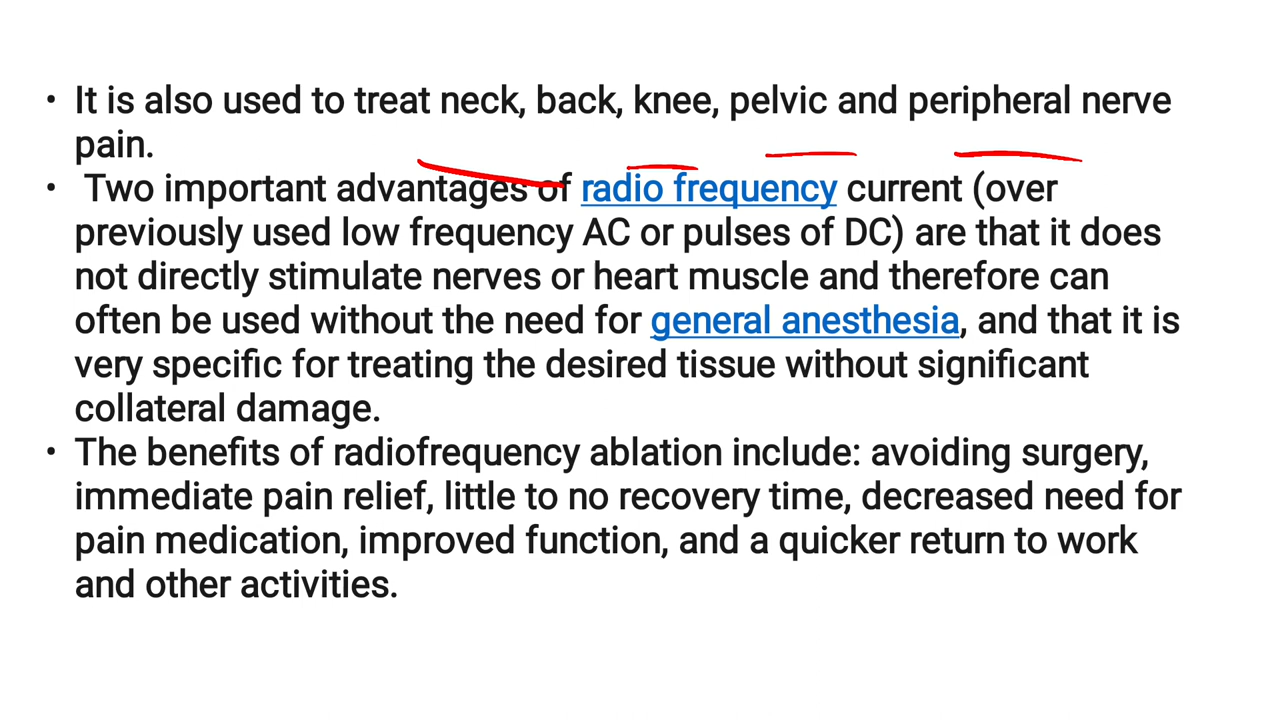 • It is also used to treat neck, back, knee, pelvic and peripheral nerve
pain.
• Two important advantages of radio frequency current (over
previously used low frequency AC or pulses of DC) are that it does
not directly stimulate nerves or heart muscle and therefore can
often be used without the need for general anesthesia, and that it is
very specific for treating the desired tissue without significant
collateral damage.
• The benefits of radiofrequency ablation include: avoiding surgery,
immediate pain relief, little to no recovery time, decreased need for
pain medication, improved function, and a quicker return to work
and other activities.